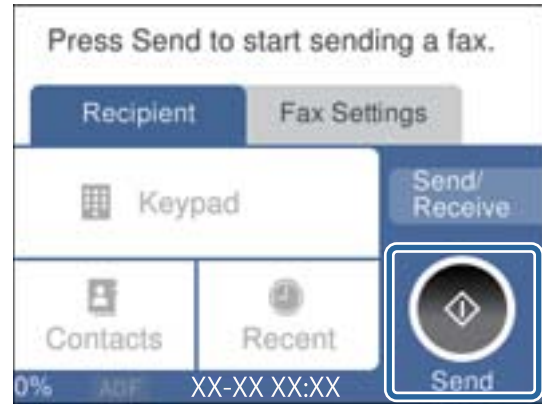 Press Send to start sending a fax.
Recipient
Fax Settings
Keypad
Send/
Receive
Contacts
Recent
Send
0%
ADF
XX-XX XX:XX